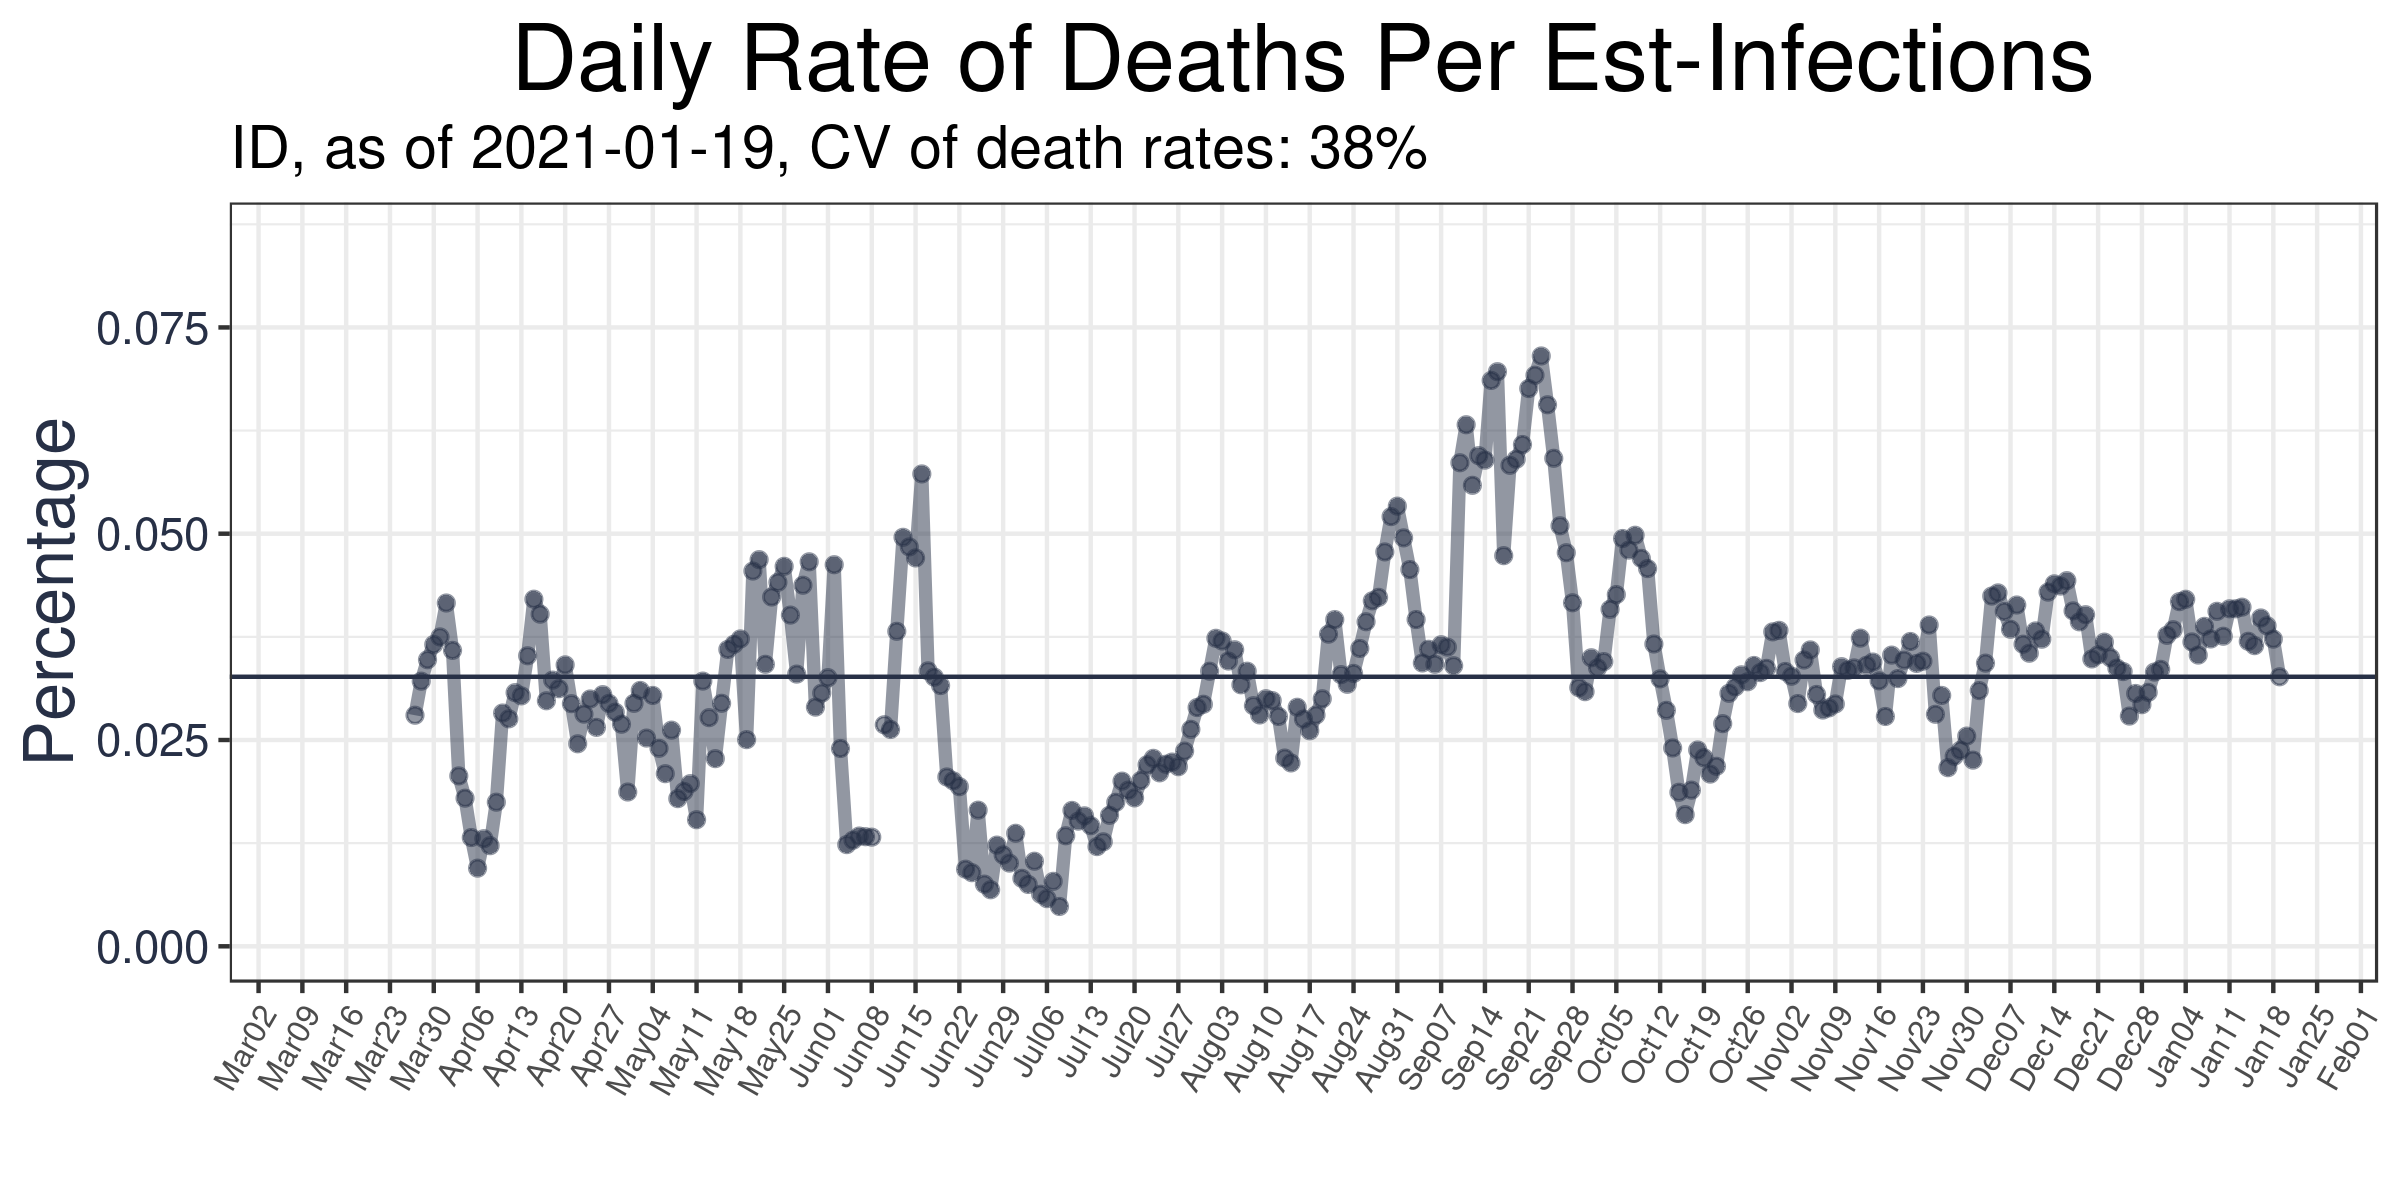 Daily Rate of Deaths Per Est-Infections
ID, as of 2021-01-19, CV of death rates: 38%
Percentage
0.075
0.050
0.025
0.000
Mar02 Mar09 Mar16 Mar23 Mar30 Apr06 Apr13 Apr20 Apr27 May04 May11 May18 May25 Jun01 Jun08 Jun15 Jun22 Jun29 Jul06 Jul13 Jul20 Jul27 Aug03 Aug10 Aug17 Aug24 Aug31 Sep07 Sep14 Sep21 Sep28 Oct05 Oct12 Oct19 Oct26 Nov02 Nov09 Nov16 Nov23 Nov30 Dec07 Dec14 Dec21 Dec28 Jan04 Jan11 Jan18 Jan25 Feb01